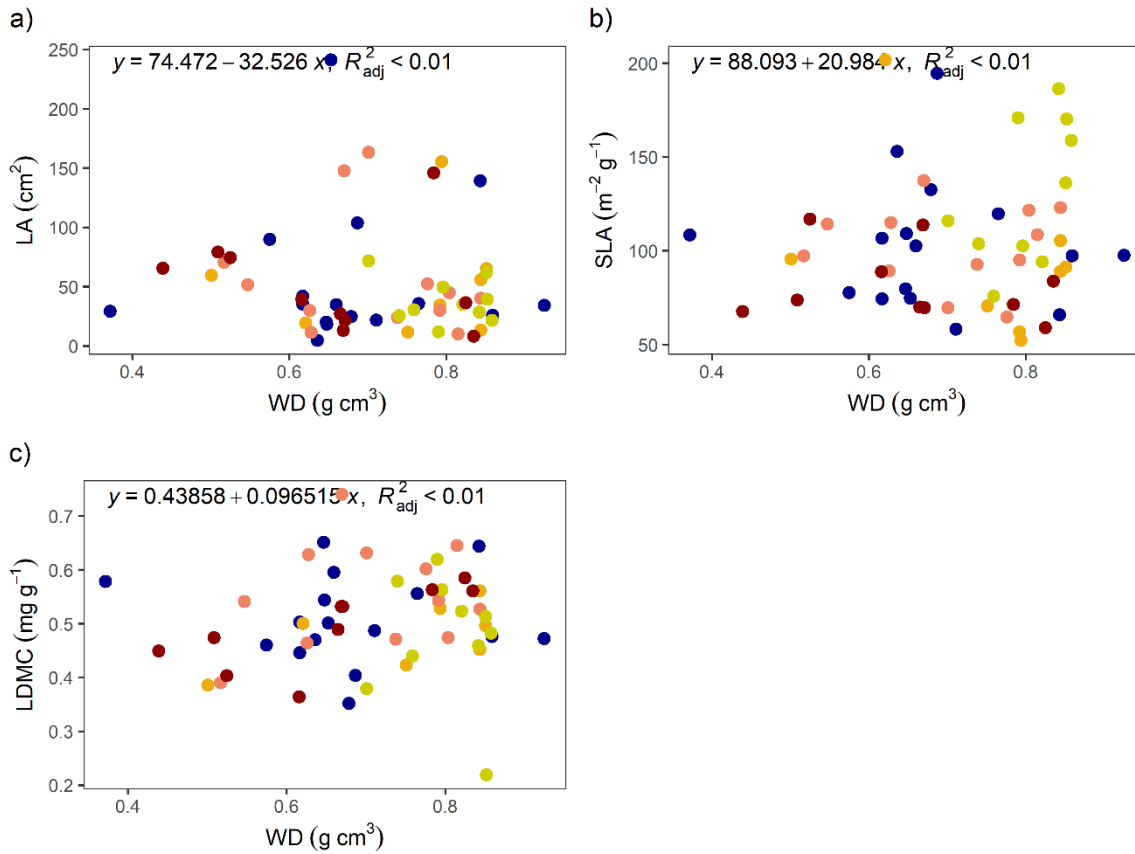 a)
y = 74.472 − 32.526 x, R²adj < 0.01
250
200
150
100
50
0
LA (cm²)
0.4 0.6 0.8
WD (g cm³)
b)
y = 88.093 + 20.984 x, R²adj < 0.01
200
150
100
50
SLA (m⁻² g⁻¹)
0.4 0.6 0.8
WD (g cm³)
c)
y = 0.43858 + 0.096515 x, R²adj < 0.01
0.7
0.6
0.5
0.4
0.3
0.2
LDMC (mg g⁻¹)
0.4 0.6 0.8
WD (g cm³)